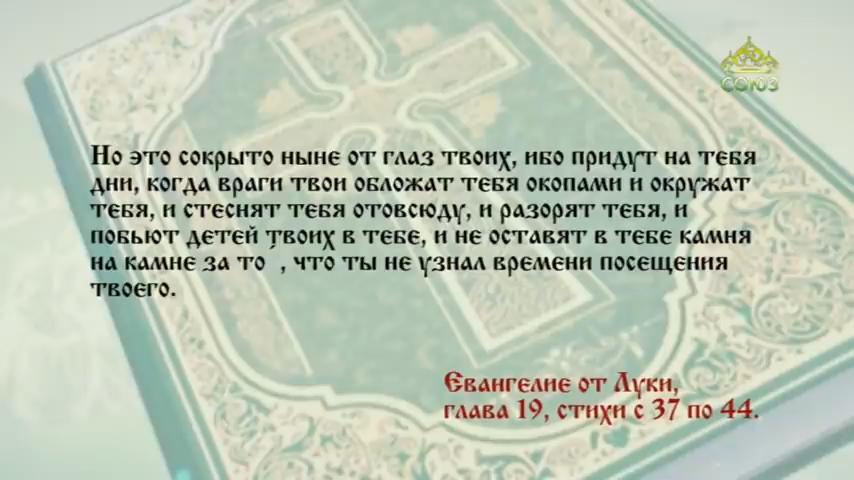 СОЮЗ
Но это сокрыто ныне от глаз твоих, ибо придут на тебя
дни, когда враги твои обложат тебя окопами и окружат
тебя, и стеснят тебя отовсюду, и разорят тебя, и
побьют детей твоих в тебе, и не оставят в тебе камня
на камне за то́, что ты не узнал времени посещения
твоего.
Евангелие от Луки,
глава 19, стихи с 37 по 44.